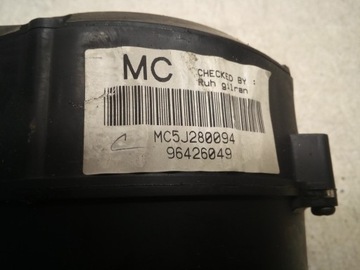 MC
CHECKED BY :
Ruh gilran
MC5J280094
96426049